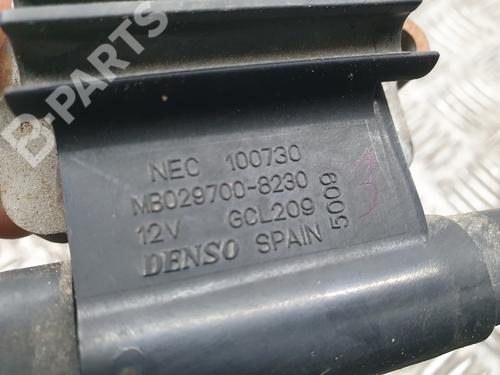 NEC 100730
MB029700-8230
12V GCL209
DENSO SPAIN
5009
B-PARTS